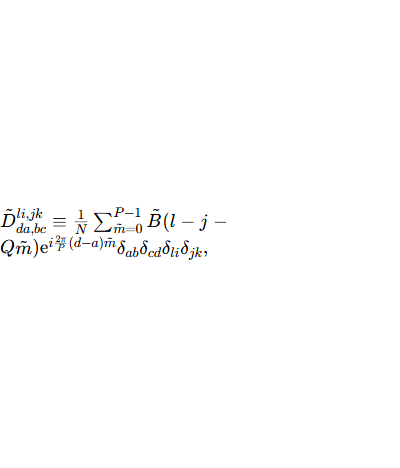 $\tilde{D}^{li,jk}_{da,bc} \equiv \frac{1}{N} \sum_{\tilde{m}=0}^{P-1} \tilde{B}(l - j -$
$Q\tilde{m})\mathrm{e}^{i\frac{2\pi}{P}(d-a)\tilde{m}} \delta_{ab}\delta_{cd}\delta_{li}\delta_{jk},$